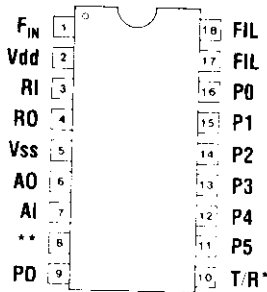 F_IN 1 18 FIL
Vdd 2 17 FIL
RI 3 16 P0
RO 4 15 P1
Vss 5 14 P2
AO 6 13 P3
AI 7 12 P4
** 8 11 P5
PD 9 10 T/R*